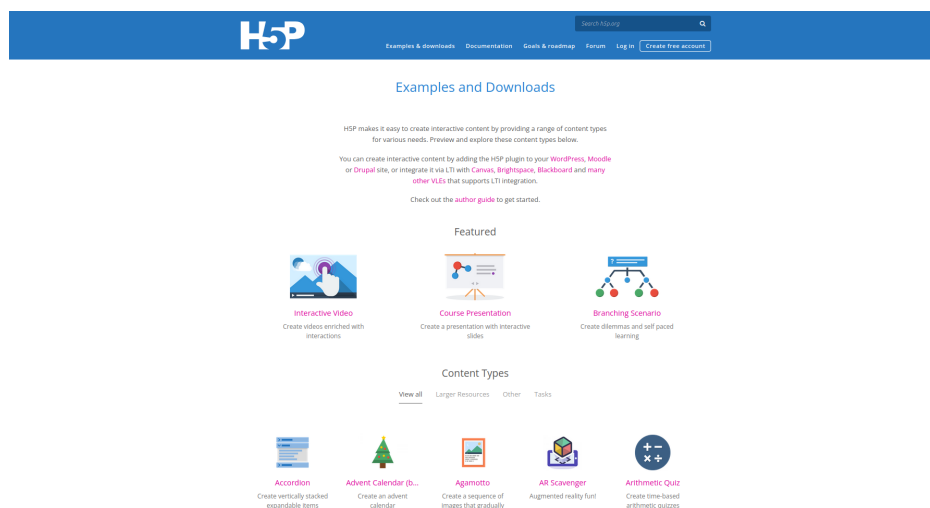 H5P
Search h5p.org
Examples & downloads Documentation Goals & roadmap Forum Log in Create free account
Examples and Downloads
H5P makes it easy to create interactive content by providing a range of content types
for various needs. Preview and explore these content types below.
You can create interactive content by adding the H5P plugin to your WordPress, Moodle
or Drupal site, or integrate it via LTI with Canvas, Brightspace, Blackboard and many
other VLEs that supports LTI integration.
Check out the author guide to get started.
Featured
Interactive Video
Create videos enriched with
interactions
Course Presentation
Create a presentation with interactive
slides
Branching Scenario
Create dilemmas and self paced
learning
Content Types
View all Larger Resources Other Tasks
Accordion
Create vertically stacked
expandable items
Advent Calendar (b...
Create an advent
calendar
Agamotto
Create a sequence of
images that gradually
AR Scavenger
Augmented reality fun!
Arithmetic Quiz
Create time-based
arithmetic quizzes